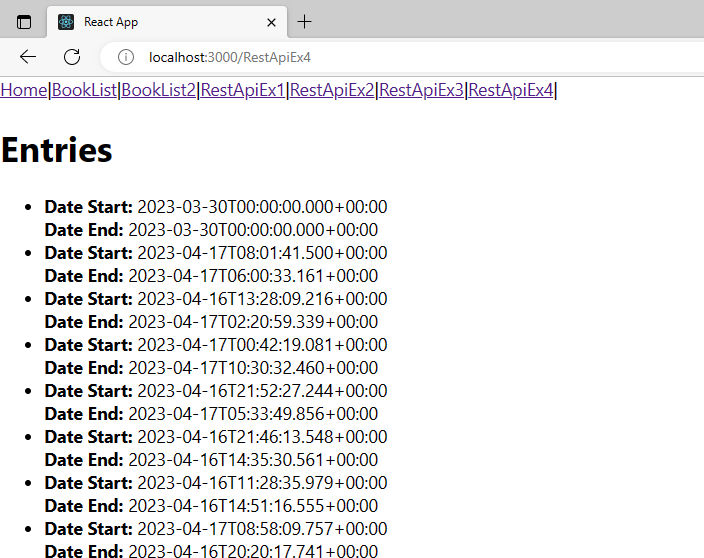 React App
localhost:3000/RestApiEx4
Home|BookList|BookList2|RestApiEx1|RestApiEx2|RestApiEx3|RestApiEx4|
Entries
Date Start: 2023-03-30T00:00:00.000+00:00
Date End: 2023-03-30T00:00:00.000+00:00
Date Start: 2023-04-17T08:01:41.500+00:00
Date End: 2023-04-17T06:00:33.161+00:00
Date Start: 2023-04-16T13:28:09.216+00:00
Date End: 2023-04-17T02:20:59.339+00:00
Date Start: 2023-04-17T00:42:19.081+00:00
Date End: 2023-04-17T10:30:32.460+00:00
Date Start: 2023-04-16T21:52:27.244+00:00
Date End: 2023-04-17T05:33:49.856+00:00
Date Start: 2023-04-16T21:46:13.548+00:00
Date End: 2023-04-16T14:35:30.561+00:00
Date Start: 2023-04-16T11:28:35.979+00:00
Date End: 2023-04-16T14:51:16.555+00:00
Date Start: 2023-04-17T08:58:09.757+00:00
Date End: 2023-04-16T20:20:17.741+00:00